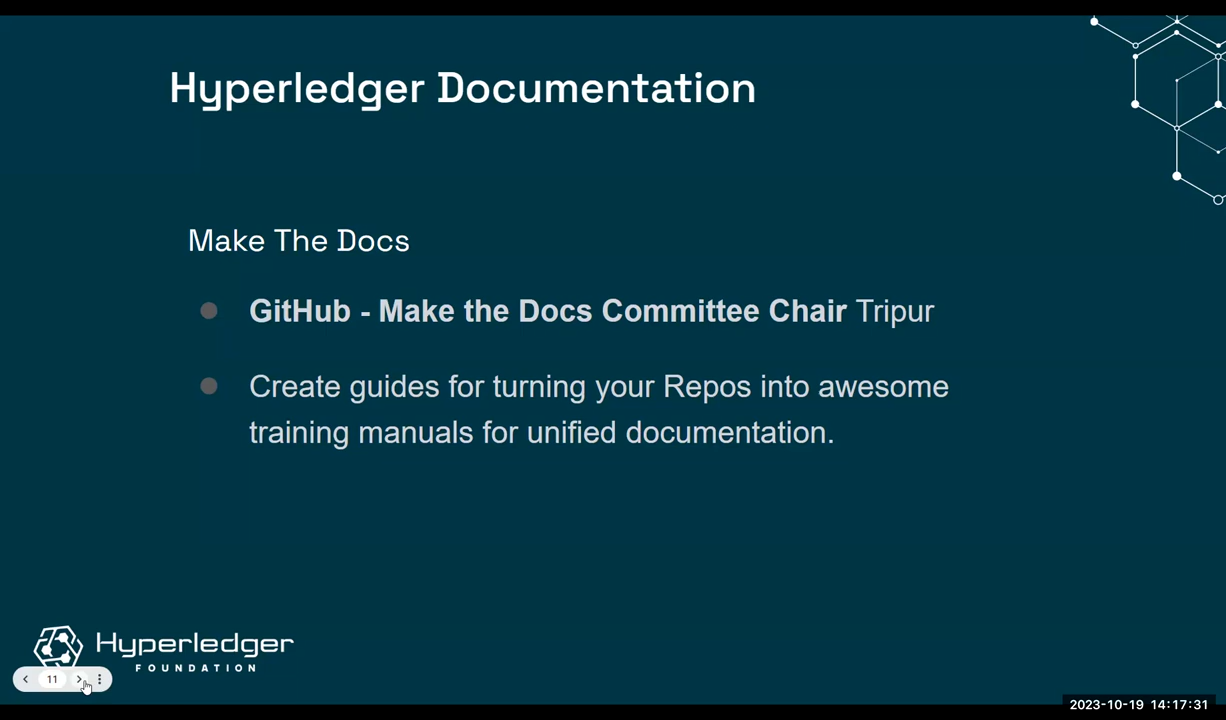 Hyperledger Documentation
Make The Docs
● GitHub - Make the Docs Committee Chair Tripur
● Create guides for turning your Repos into awesome
training manuals for unified documentation.
Hyperledger
FOUNDATION
11
2023-10-19 14:17:31